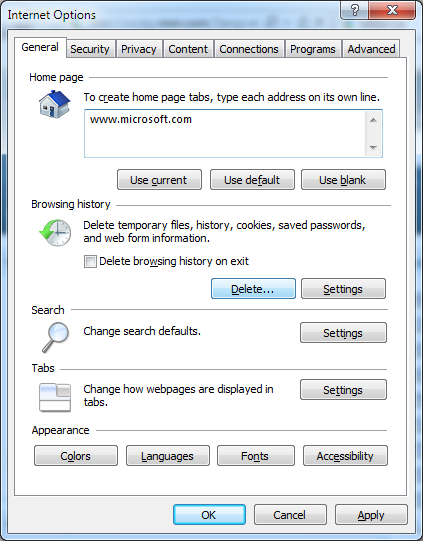 Internet Options
General Security Privacy Content Connections Programs Advanced
Home page
To create home page tabs, type each address on its own line.
www.microsoft.com
Use current Use default Use blank
Browsing history
Delete temporary files, history, cookies, saved passwords,
and web form information.
Delete browsing history on exit
Delete... Settings
Search
Change search defaults.
Settings
Tabs
Change how webpages are displayed in
tabs.
Settings
Appearance
Colors Languages Fonts Accessibility
OK Cancel Apply